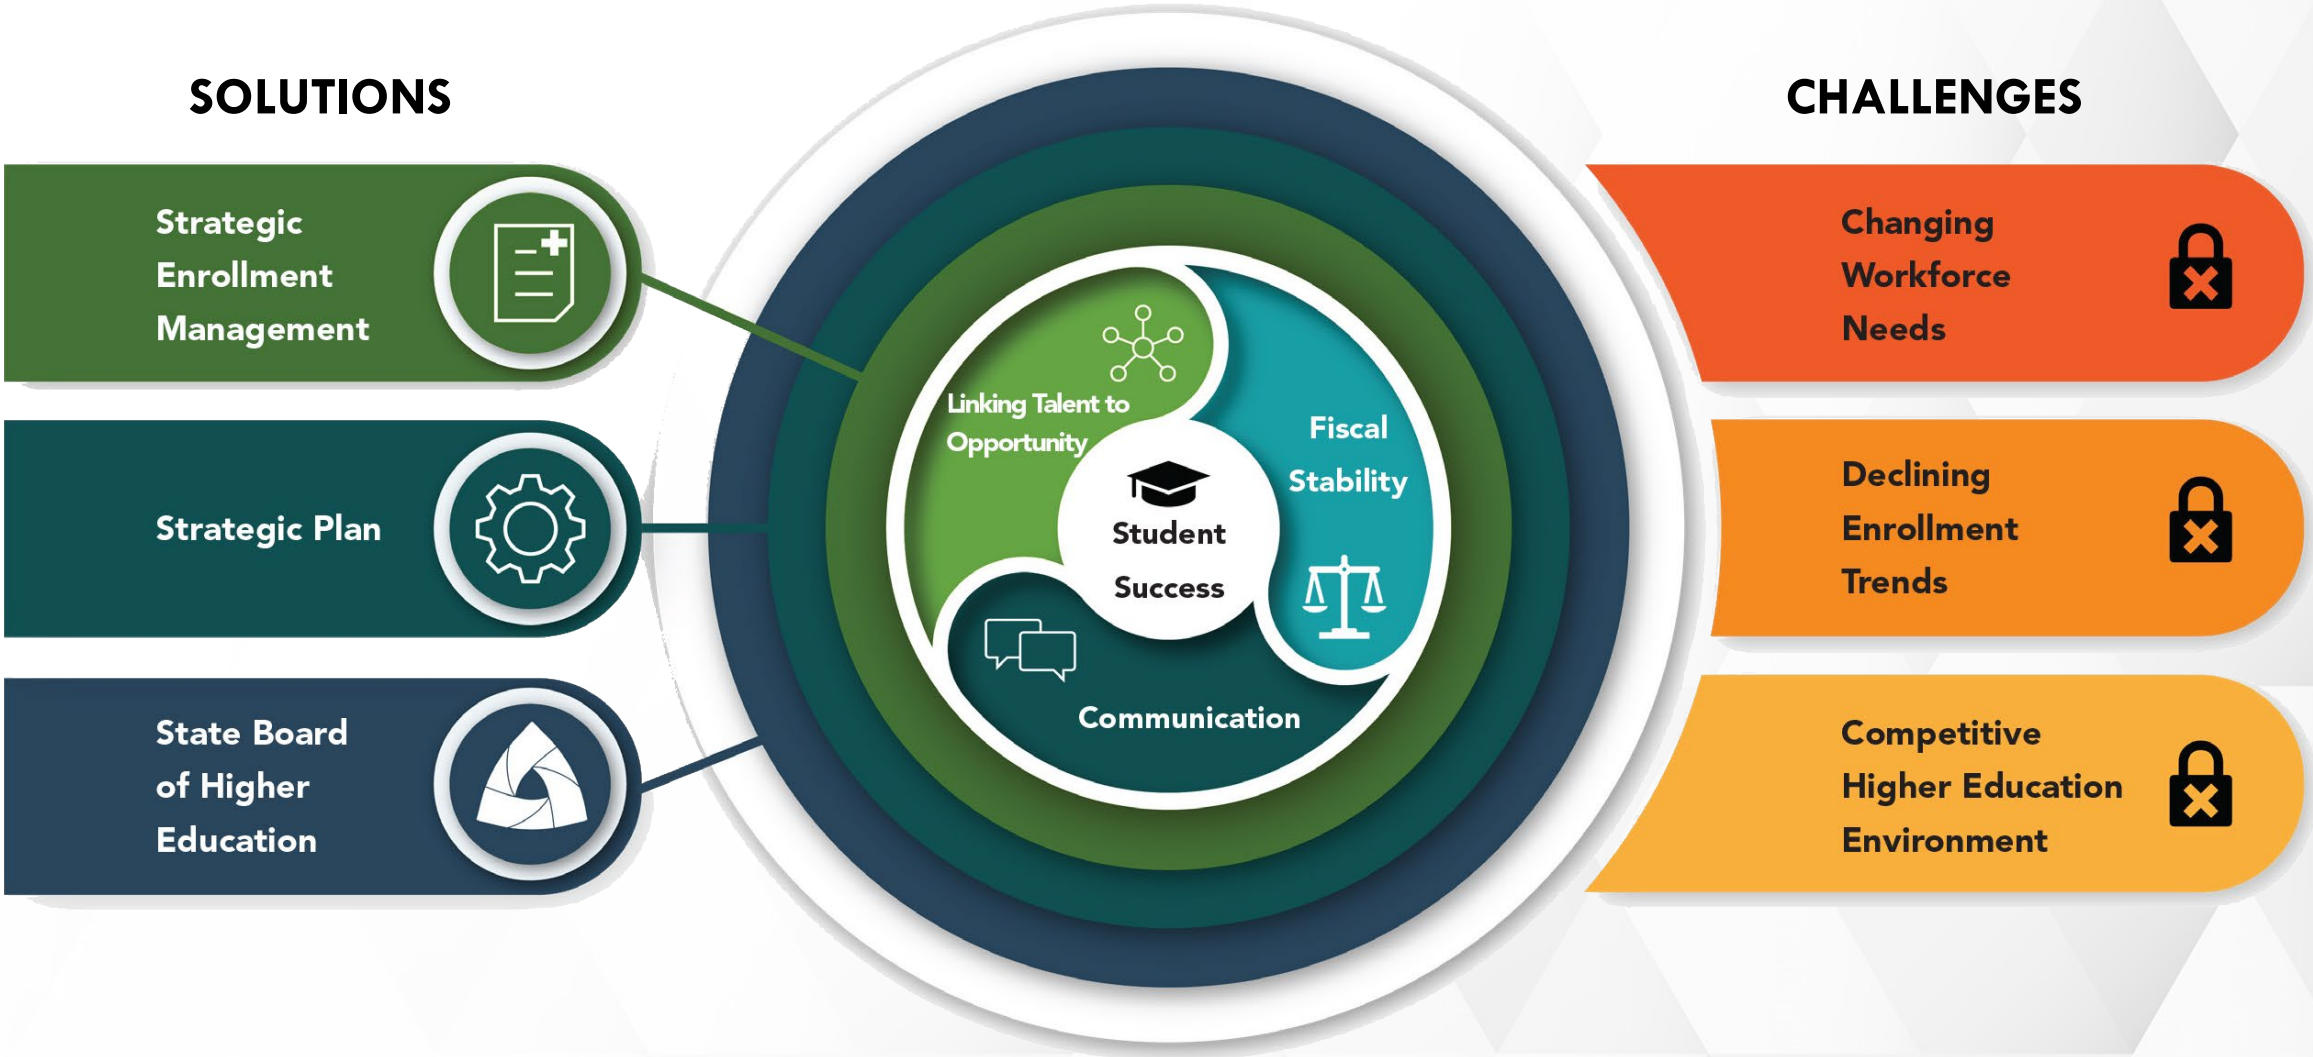 SOLUTIONS
Strategic
Enrollment
Management
Strategic Plan
State Board
of Higher
Education
Linking Talent to
Opportunity
Fiscal
Stability
Student
Success
Communication
CHALLENGES
Changing
Workforce
Needs
Declining
Enrollment
Trends
Competitive
Higher Education
Environment